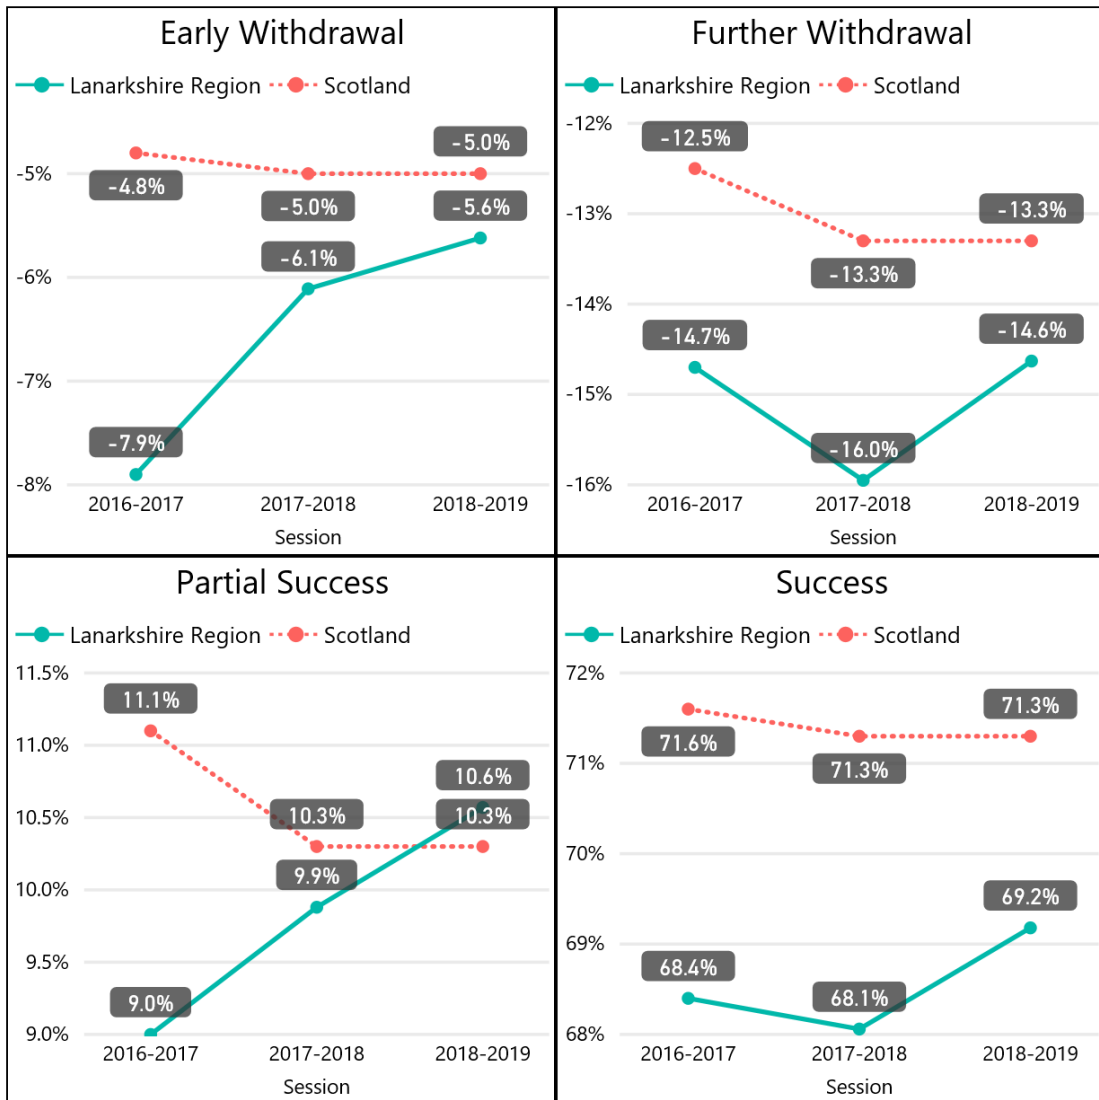 Early Withdrawal
Lanarkshire Region Scotland
-5%
-6%
-7%
-8%
-4.8%
-5.0%
-5.0%
-7.9%
-6.1%
-5.6%
2016-2017 2017-2018 2018-2019
Session
Further Withdrawal
Lanarkshire Region Scotland
-12%
-13%
-14%
-15%
-16%
-12.5%
-13.3%
-13.3%
-14.7%
-16.0%
-14.6%
2016-2017 2017-2018 2018-2019
Session
Partial Success
Lanarkshire Region Scotland
11.5%
11.0%
10.5%
10.0%
9.5%
9.0%
11.1%
10.3%
10.3%
9.0%
9.9%
10.6%
2016-2017 2017-2018 2018-2019
Session
Success
Lanarkshire Region Scotland
72%
71%
70%
69%
68%
71.6%
71.3%
71.3%
68.4%
68.1%
69.2%
2016-2017 2017-2018 2018-2019
Session